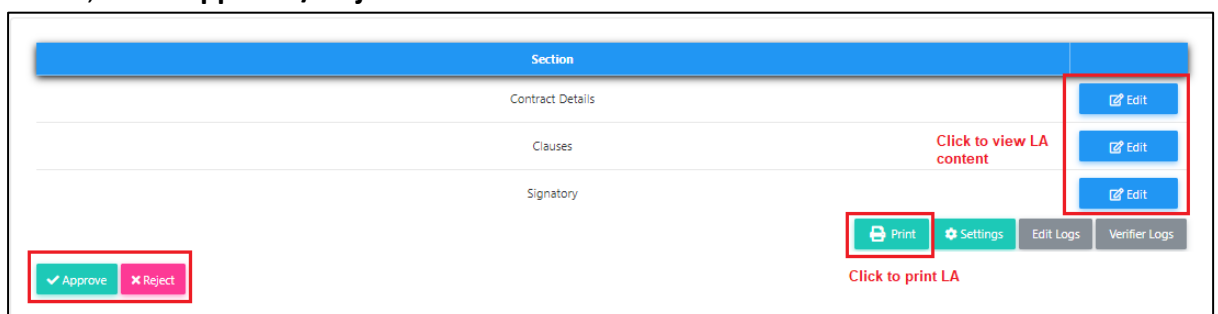 Section
Contract Details
Edit
Clauses
Click to view LA
content
Edit
Signatory
Edit
Print
Settings
Edit Logs
Verifier Logs
Approve
Reject
Click to print LA